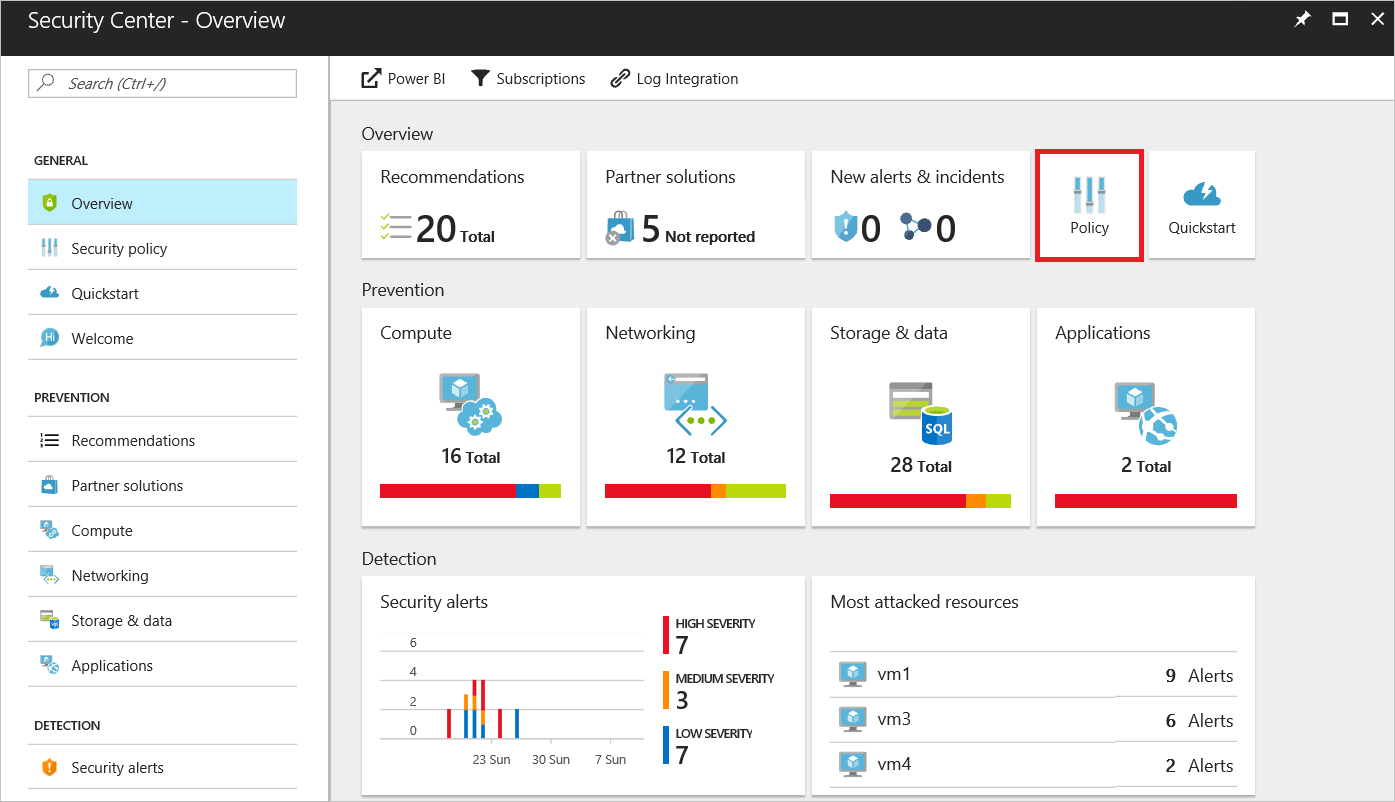 Security Center - Overview
Search (Ctrl+/)
GENERAL
Overview
Security policy
Quickstart
Welcome
PREVENTION
Recommendations
Partner solutions
Compute
Networking
Storage & data
Applications
DETECTION
Security alerts
Power BI
Subscriptions
Log Integration
Overview
Recommendations
20 Total
Partner solutions
5 Not reported
New alerts & incidents
0 0
Policy
Quickstart
Prevention
Compute
16 Total
Networking
12 Total
Storage & data
SQL
28 Total
Applications
2 Total
Detection
Security alerts
6
4
2
0
23 Sun 30 Sun 7 Sun
HIGH SEVERITY
7
MEDIUM SEVERITY
3
LOW SEVERITY
7
Most attacked resources
vm1 9 Alerts
vm3 6 Alerts
vm4 2 Alerts
Hi